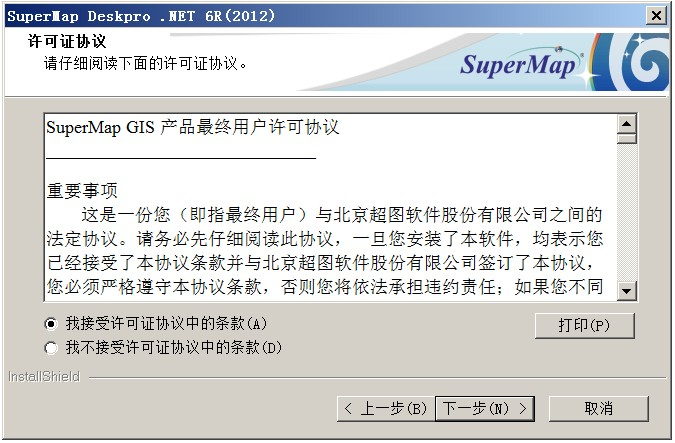 SuperMap Deskpro .NET 6R(2012)
许可证协议
请仔细阅读下面的许可证协议。
SuperMap
SuperMap GIS 产品最终用户许可协议
重要事项
这是一份您（即指最终用户）与北京超图软件股份有限公司之间的
法定协议。请务必先仔细阅读此协议，一旦您安装了本软件，均表示您
已经接受了本协议条款并与北京超图软件股份有限公司签订了本协议，
您必须严格遵守本协议条款，否则您将依法承担违约责任；如果您不同
我接受许可证协议中的条款(A)
打印(P)
我不接受许可证协议中的条款(D)
InstallShield
< 上一步(B) 下一步(N) > 取消